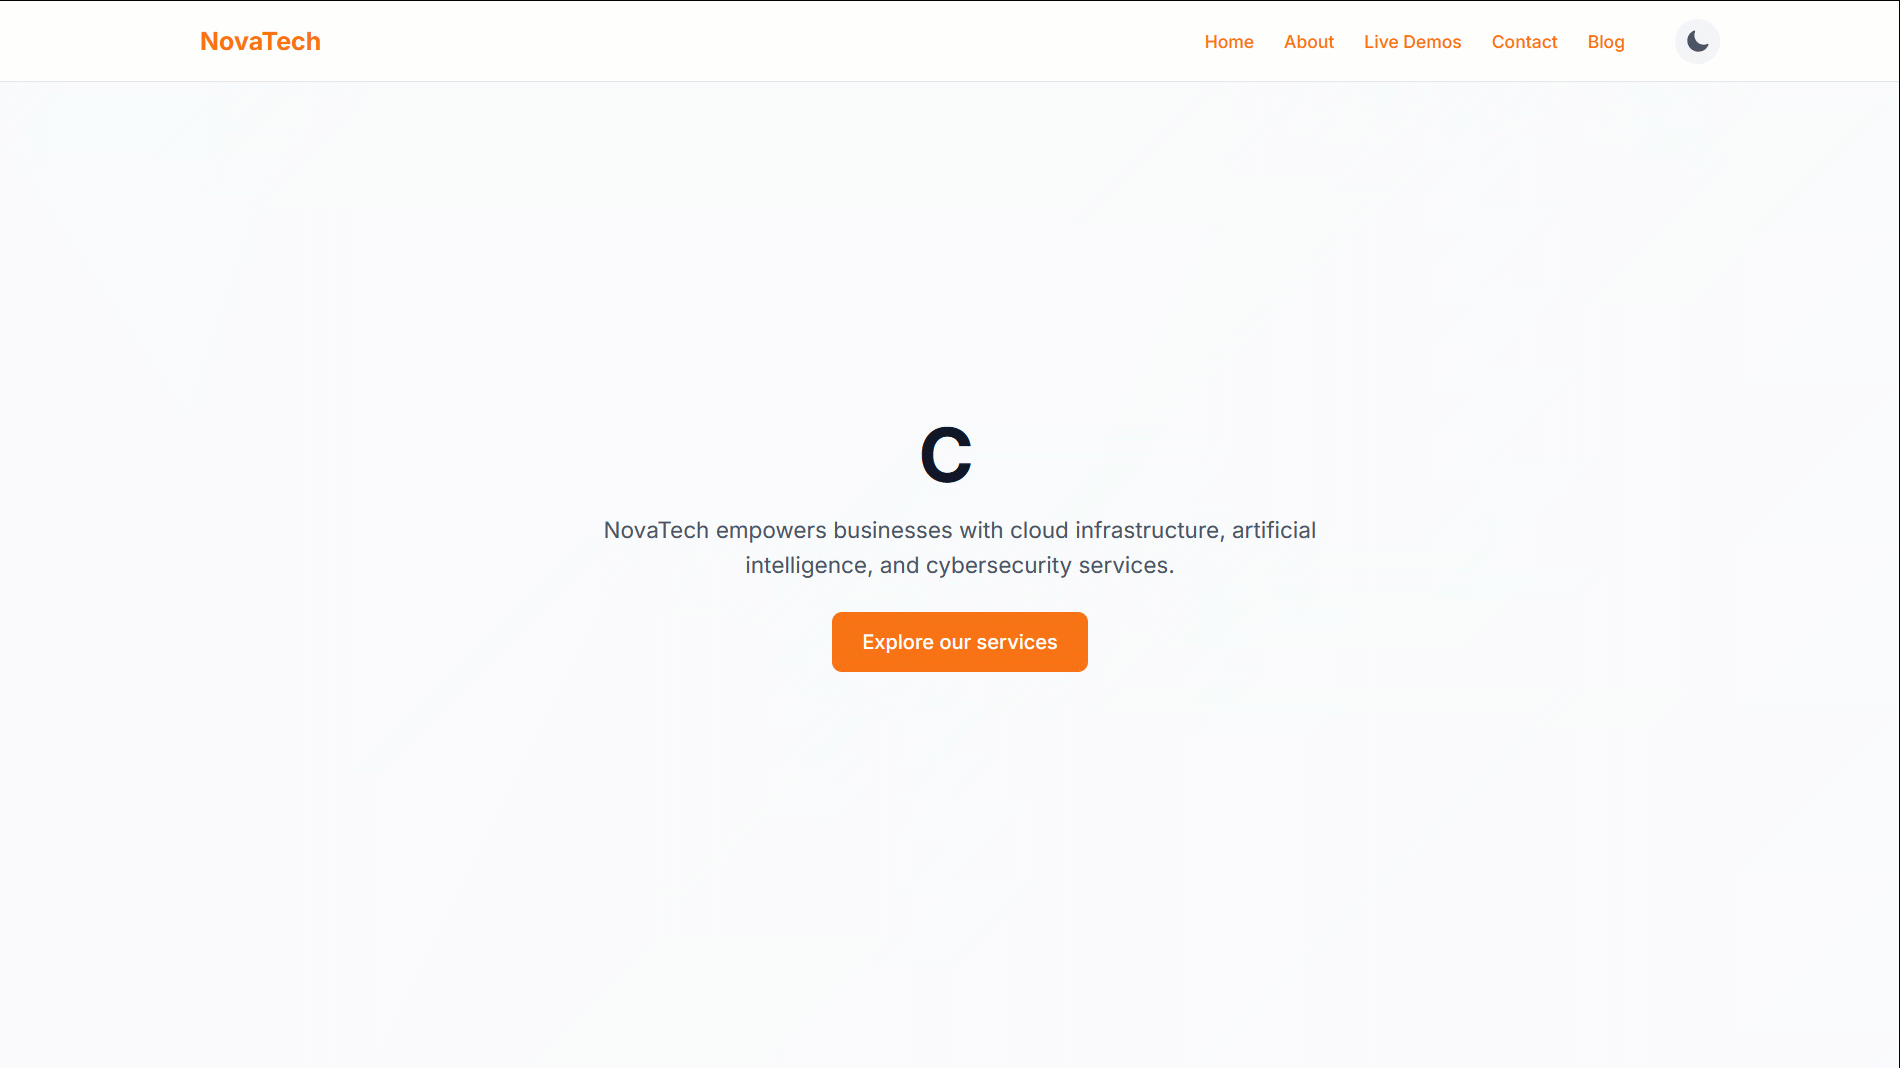 NovaTech
Home About Live Demos Contact Blog
C
NovaTech empowers businesses with cloud infrastructure, artificial
intelligence, and cybersecurity services.
Explore our services